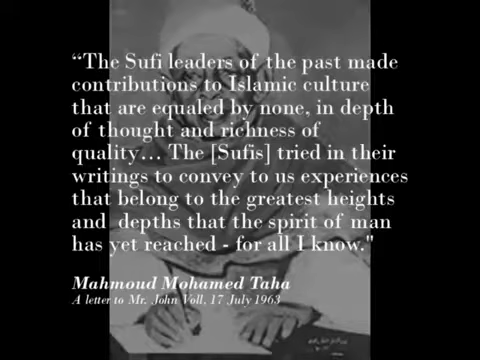 “The Sufi leaders of the past made
contributions to Islamic culture
that are equaled by none, in depth
of thought and richness of
quality... The [Sufis] tried in their
writings to convey to us experiences
that belong to the greatest heights
and depths that the spirit of man
has yet reached - for all I know."
Mahmoud Mohamed Taha
A letter to Mr. John Voll, 17 July 1963